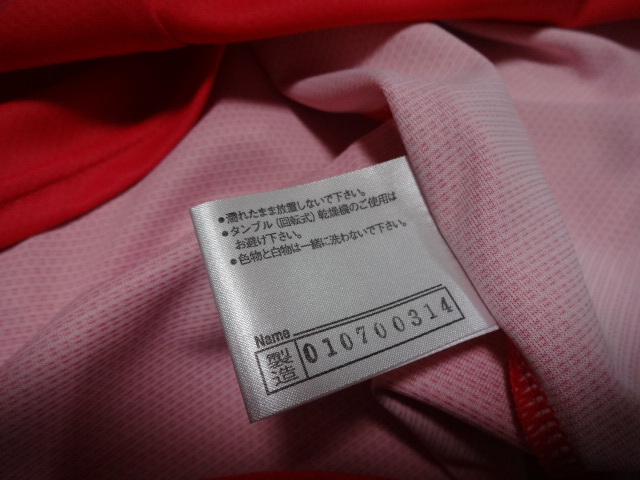 ●濡れたまま放置しないで下さい。
●タンブル(回転式)乾燥機のご使用は
お避け下さい。
●色物と白物は一緒に洗わないで下さい。
Name
製造 010700314